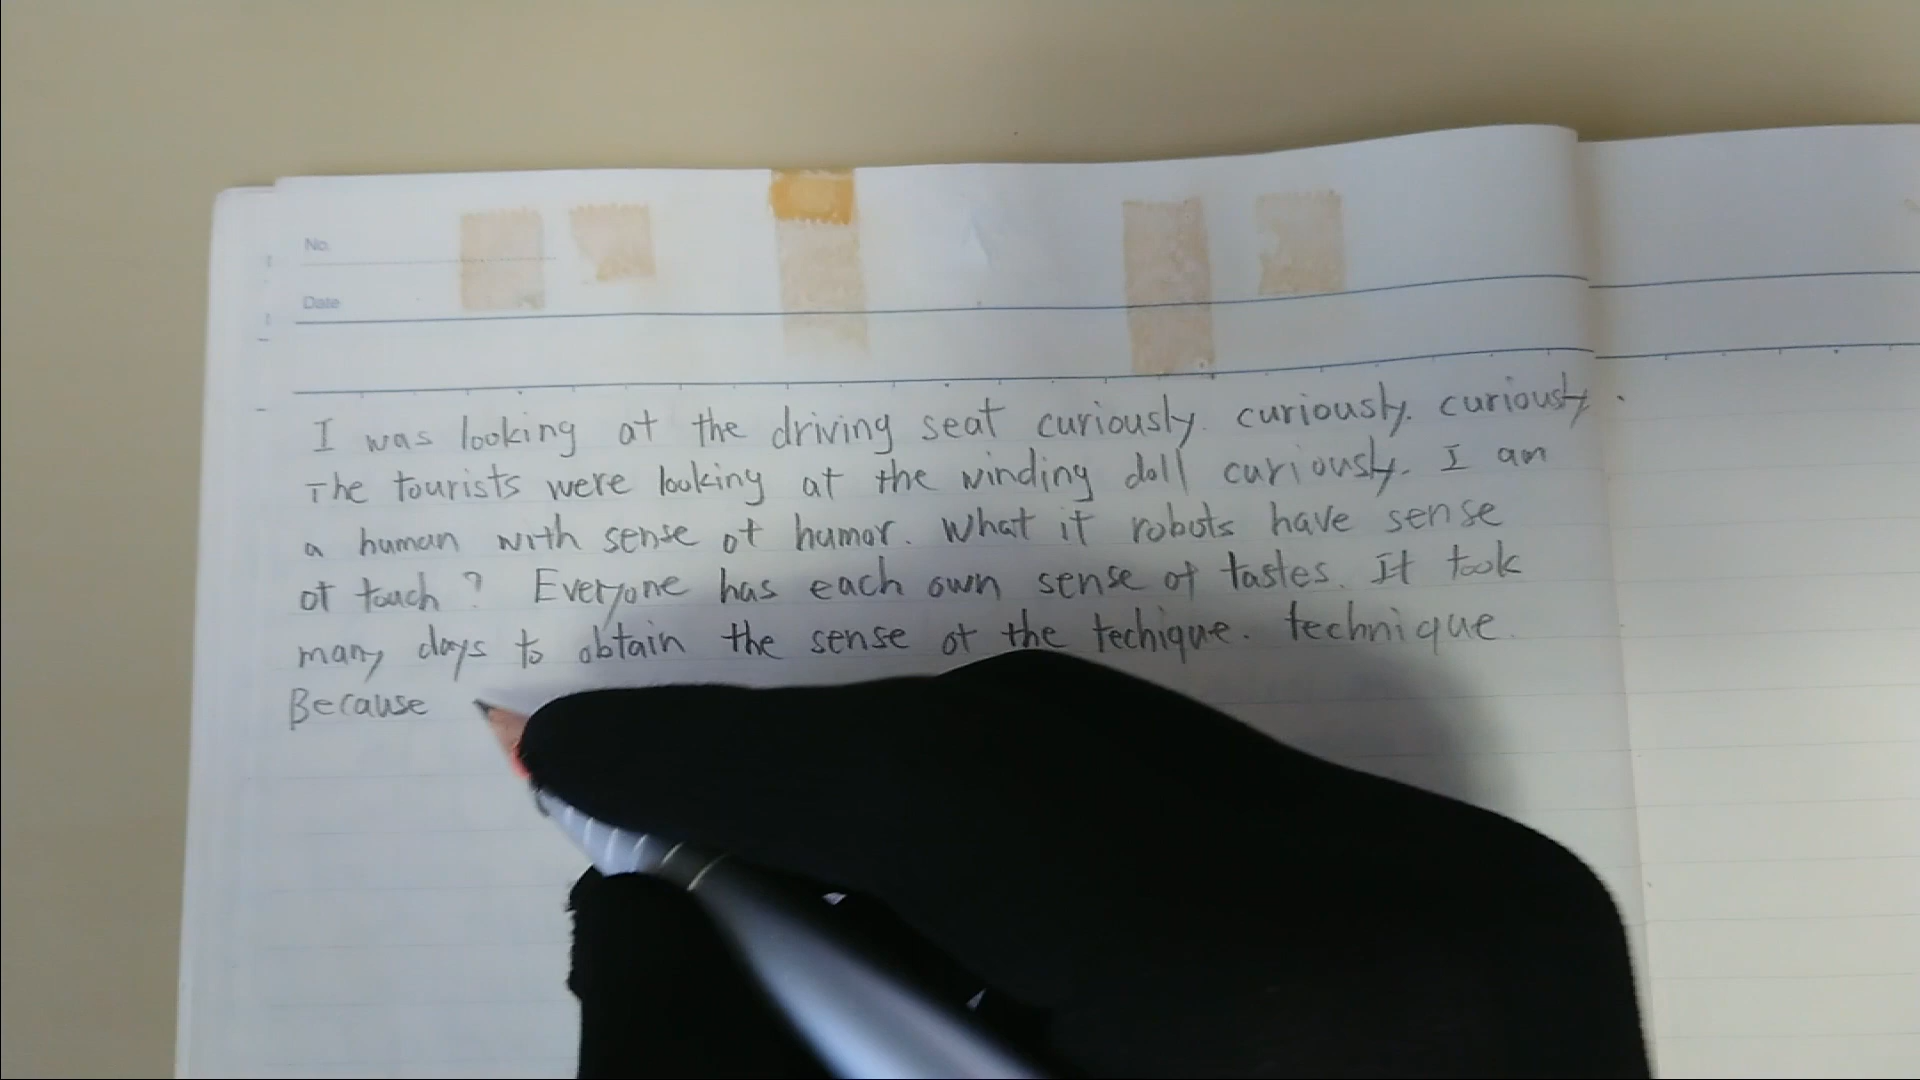 No.
Date
I was looking at the driving seat curiously. curiously. curiously.
The tourists were looking at the winding doll curiously. I am
a human with sense of humor. What if robots have sense
of touch? Everyone has each own sense of tastes. It took
many days to obtain the sense of the techique. technique.
Because